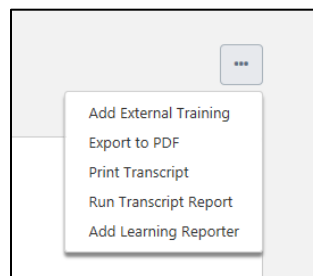 Add External Training
Export to PDF
Print Transcript
Run Transcript Report
Add Learning Reporter